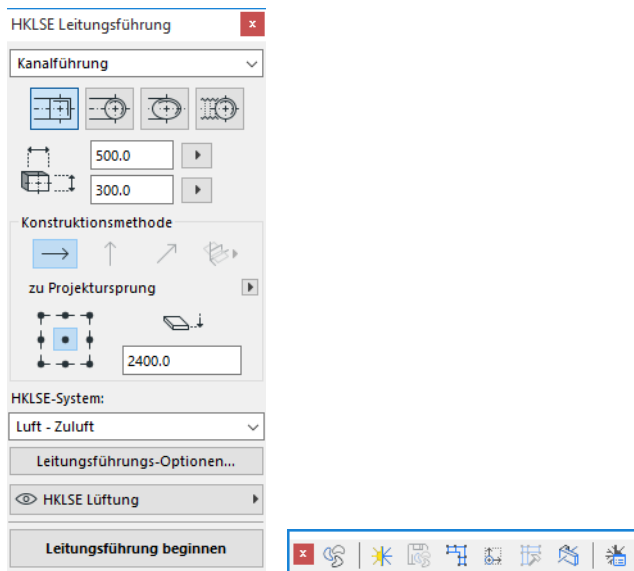 HKLSE Leitungsführung
Kanalführung
500.0
300.0
Konstruktionsmethode
zu Projektursprung
2400.0
HKLSE-System:
Luft - Zuluft
Leitungsführungs-Optionen...
HKLSE Lüftung
Leitungsführung beginnen